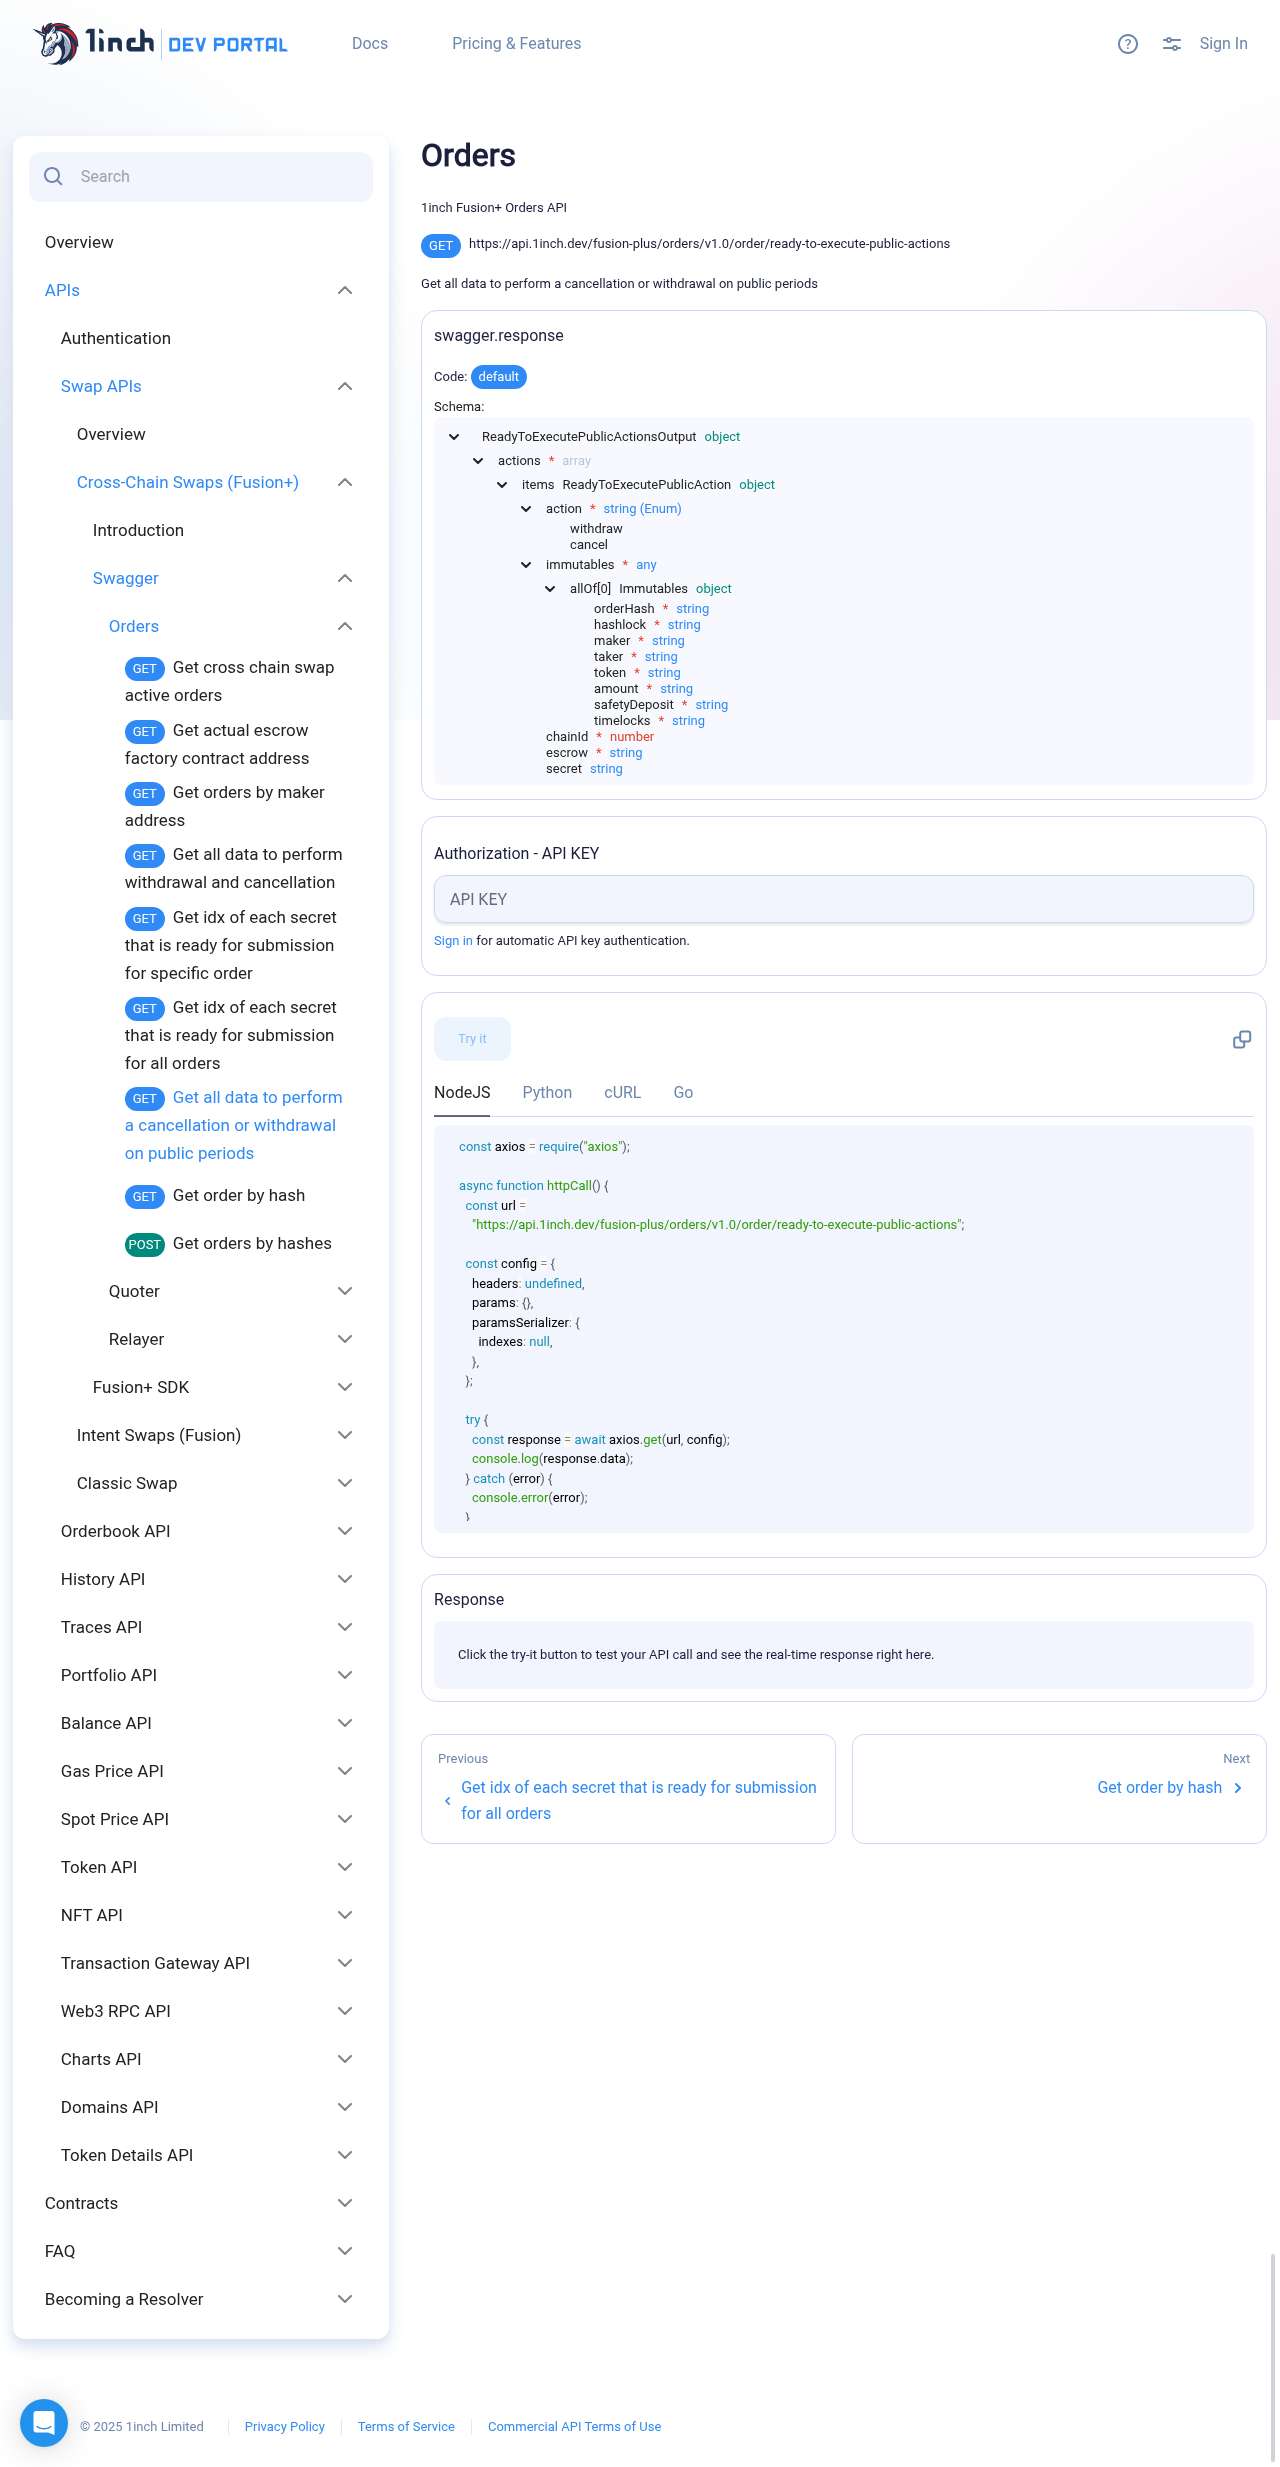 1inch DEV PORTAL
Docs
Pricing & Features
Sign In
Search
Overview
APIs
Authentication
Swap APIs
Overview
Cross-Chain Swaps (Fusion+)
Introduction
Swagger
Orders
GET Get cross chain swap
active orders
GET Get actual escrow
factory contract address
GET Get orders by maker
address
GET Get all data to perform
withdrawal and cancellation
GET Get idx of each secret
that is ready for submission
for specific order
GET Get idx of each secret
that is ready for submission
for all orders
GET Get all data to perform
a cancellation or withdrawal
on public periods
GET Get order by hash
POST Get orders by hashes
Quoter
Relayer
Fusion+ SDK
Intent Swaps (Fusion)
Classic Swap
Orderbook API
History API
Traces API
Portfolio API
Balance API
Gas Price API
Spot Price API
Token API
NFT API
Transaction Gateway API
Web3 RPC API
Charts API
Domains API
Token Details API
Contracts
FAQ
Becoming a Resolver
Orders
1inch Fusion+ Orders API
GET https://api.1inch.dev/fusion-plus/orders/v1.0/order/ready-to-execute-public-actions
Get all data to perform a cancellation or withdrawal on public periods
swagger.response
Code: default
Schema:
ReadyToExecutePublicActionsOutput object
actions * array
items ReadyToExecutePublicAction object
action * string (Enum)
withdraw
cancel
immutables * any
allOf[0] Immutables object
orderHash * string
hashlock * string
maker * string
taker * string
token * string
amount * string
safetyDeposit * string
timelocks * string
chainId * number
escrow * string
secret string
Authorization - API KEY
API KEY
Sign in for automatic API key authentication.
Try it
NodeJS Python cURL Go
const axios = require("axios");
async function httpCall() {
const url =
"https://api.1inch.dev/fusion-plus/orders/v1.0/order/ready-to-execute-public-actions";
const config = {
headers: undefined,
params: {},
paramsSerializer: {
indexes: null,
},
};
try {
const response = await axios.get(url, config);
console.log(response.data);
} catch (error) {
console.error(error);
}
Response
Click the try-it button to test your API call and see the real-time response right here.
Previous
Get idx of each secret that is ready for submission
for all orders
Next
Get order by hash
© 2025 1inch Limited
Privacy Policy
Terms of Service
Commercial API Terms of Use